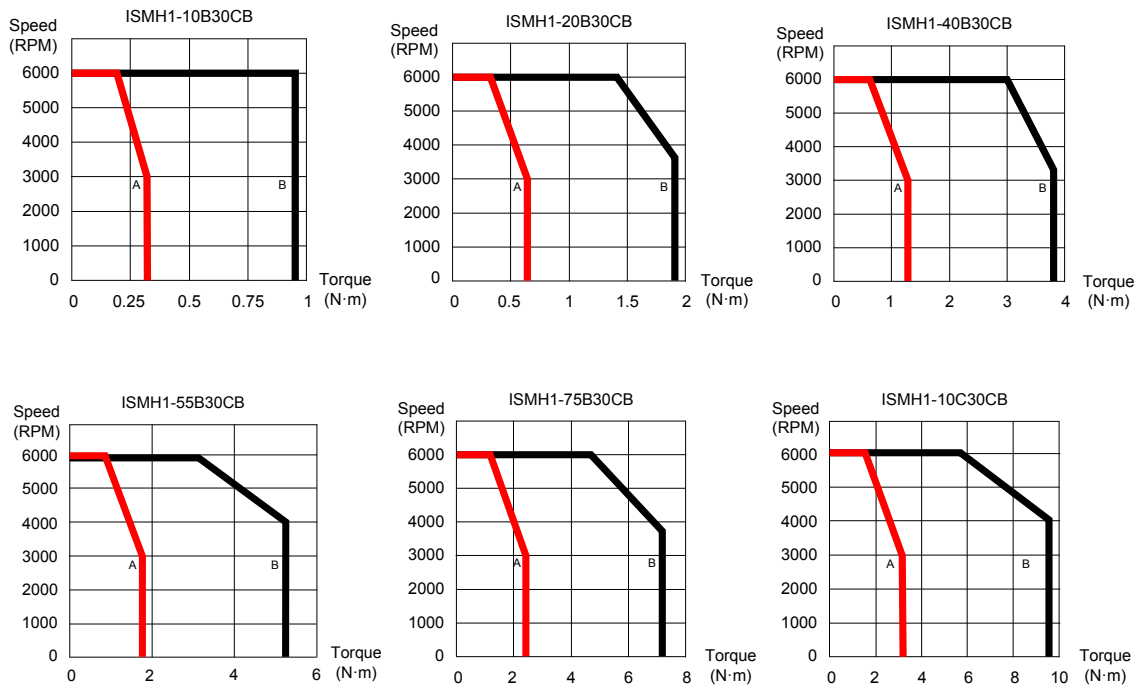 ISMH1-10B30CB
Speed
(RPM)
6000
5000
4000
3000
2000
1000
0
A
B
0 0.25 0.5 0.75 1
Torque
(N·m)
ISMH1-20B30CB
Speed
(RPM)
6000
5000
4000
3000
2000
1000
0
A
B
0 0.5 1 1.5 2
Torque
(N·m)
ISMH1-40B30CB
Speed
(RPM)
6000
5000
4000
3000
2000
1000
0
A
B
0 1 2 3 4
Torque
(N·m)
ISMH1-55B30CB
Speed
(RPM)
6000
5000
4000
3000
2000
1000
0
A
B
0 2 4 6
Torque
(N·m)
ISMH1-75B30CB
Speed
(RPM)
6000
5000
4000
3000
2000
1000
0
A
B
0 2 4 6 8
Torque
(N·m)
ISMH1-10C30CB
Speed
(RPM)
6000
5000
4000
3000
2000
1000
0
A
B
0 2 4 6 8 10
Torque
(N·m)